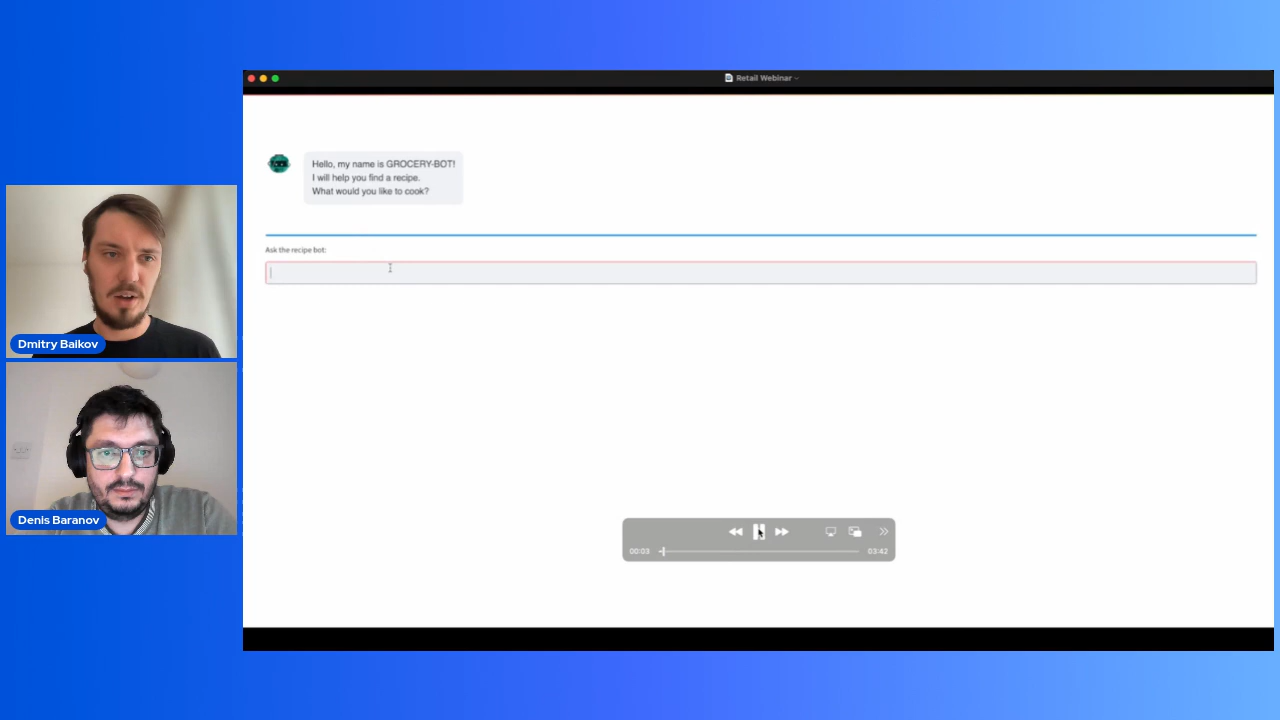 Retail Webinar
Hello, my name is GROCERY-BOT!
I will help you find a recipe.
What would you like to cook?
Ask the recipe bot:
Dmitry Baikov
Denis Baranov
00:03
03:42